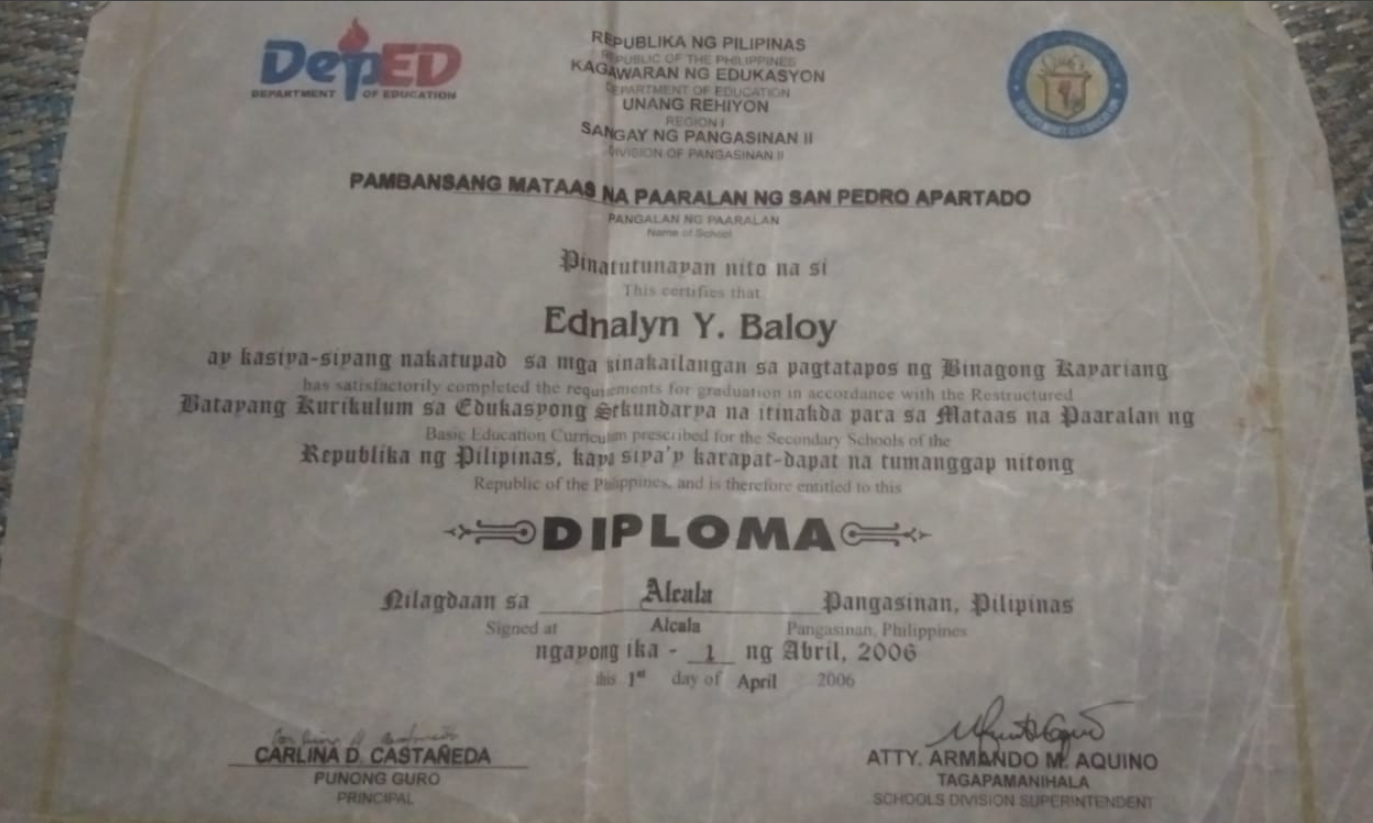 DepED
DEPARTMENT OF EDUCATION
REPUBLIKA NG PILIPINAS
REPUBLIC OF THE PHILIPPINES
KAGAWARAN NG EDUKASYON
DEPARTMENT OF EDUCATION
UNANG REHIYON
REGION I
SANGAY NG PANGASINAN II
DIVISION OF PANGASINAN II
PAMBANSANG MATAAS NA PAARALAN NG SAN PEDRO APARTADO
PANGALAN NG PAARALAN
Name of School
Pinatutunayan nito na si
This certifies that
Ednalyn Y. Baloy
ay kasiya-siyang nakatupad sa mga kinakailangan sa pagtatapos ng Binagong Kayariang
has satisfactorily completed the requirements for graduation in accordance with the Restructured
Batayang Kurikulum sa Edukasyong Sekundarya na itinakda para sa Mataas na Paaralan ng
Basic Education Curriculum prescribed for the Secondary Schools of the
Republika ng Pilipinas, kaya siya'y karapat-dapat na tumanggap nitong
Republic of the Philippines, and is therefore entitled to this
DIPLOMA
Nilagdaan sa Alcala Pangasinan, Pilipinas
Signed at Alcala Pangasinan, Philippines
ngayong ika - 1 ng Abril, 2006
this 1st day of April 2006
CARLINA D. CASTAÑEDA
PUNONG GURO
PRINCIPAL
ATTY. ARMANDO M. AQUINO
TAGAPAMANIHALA
SCHOOLS DIVISION SUPERINTENDENT